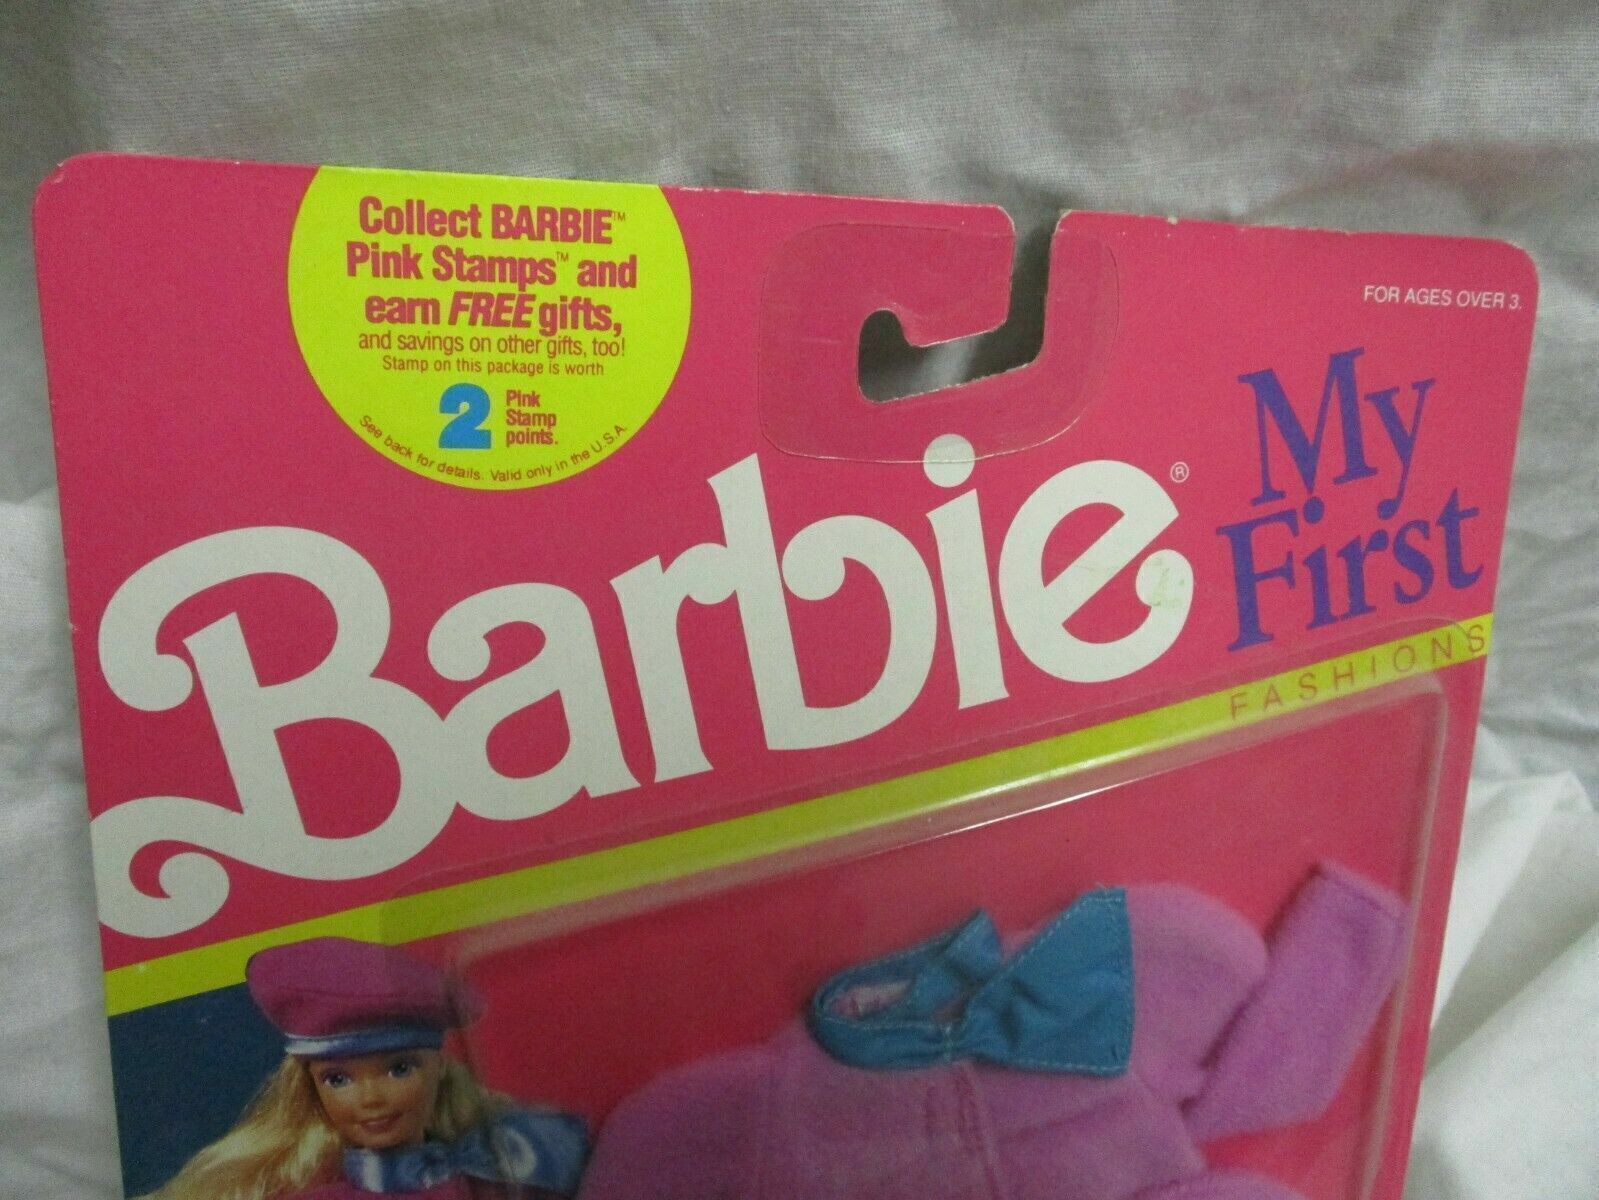 Collect BARBIE™
Pink Stamps™ and
earn FREE gifts,
and savings on other gifts, too!
Stamp on this package is worth
2 Pink
Stamp
points.
See back for details. Valid only in the U.S.A.
FOR AGES OVER 3.
Barbie®
My
First
FASHIONS